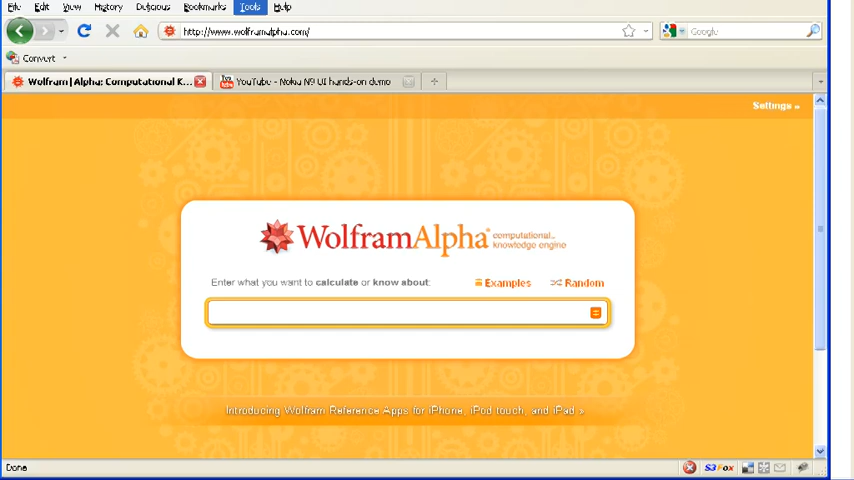 File Edit View History Delicious Bookmarks Tools Help
http://www.wolframalpha.com/
Google
Convert
Wolfram|Alpha: Computational K...
YouTube - Nokia N9 UI hands-on demo
Settings »
WolframAlpha computational...
knowledge engine
Enter what you want to calculate or know about:
Examples
Random
Introducing Wolfram Reference Apps for iPhone, iPod touch, and iPad »
Done
S3Fox